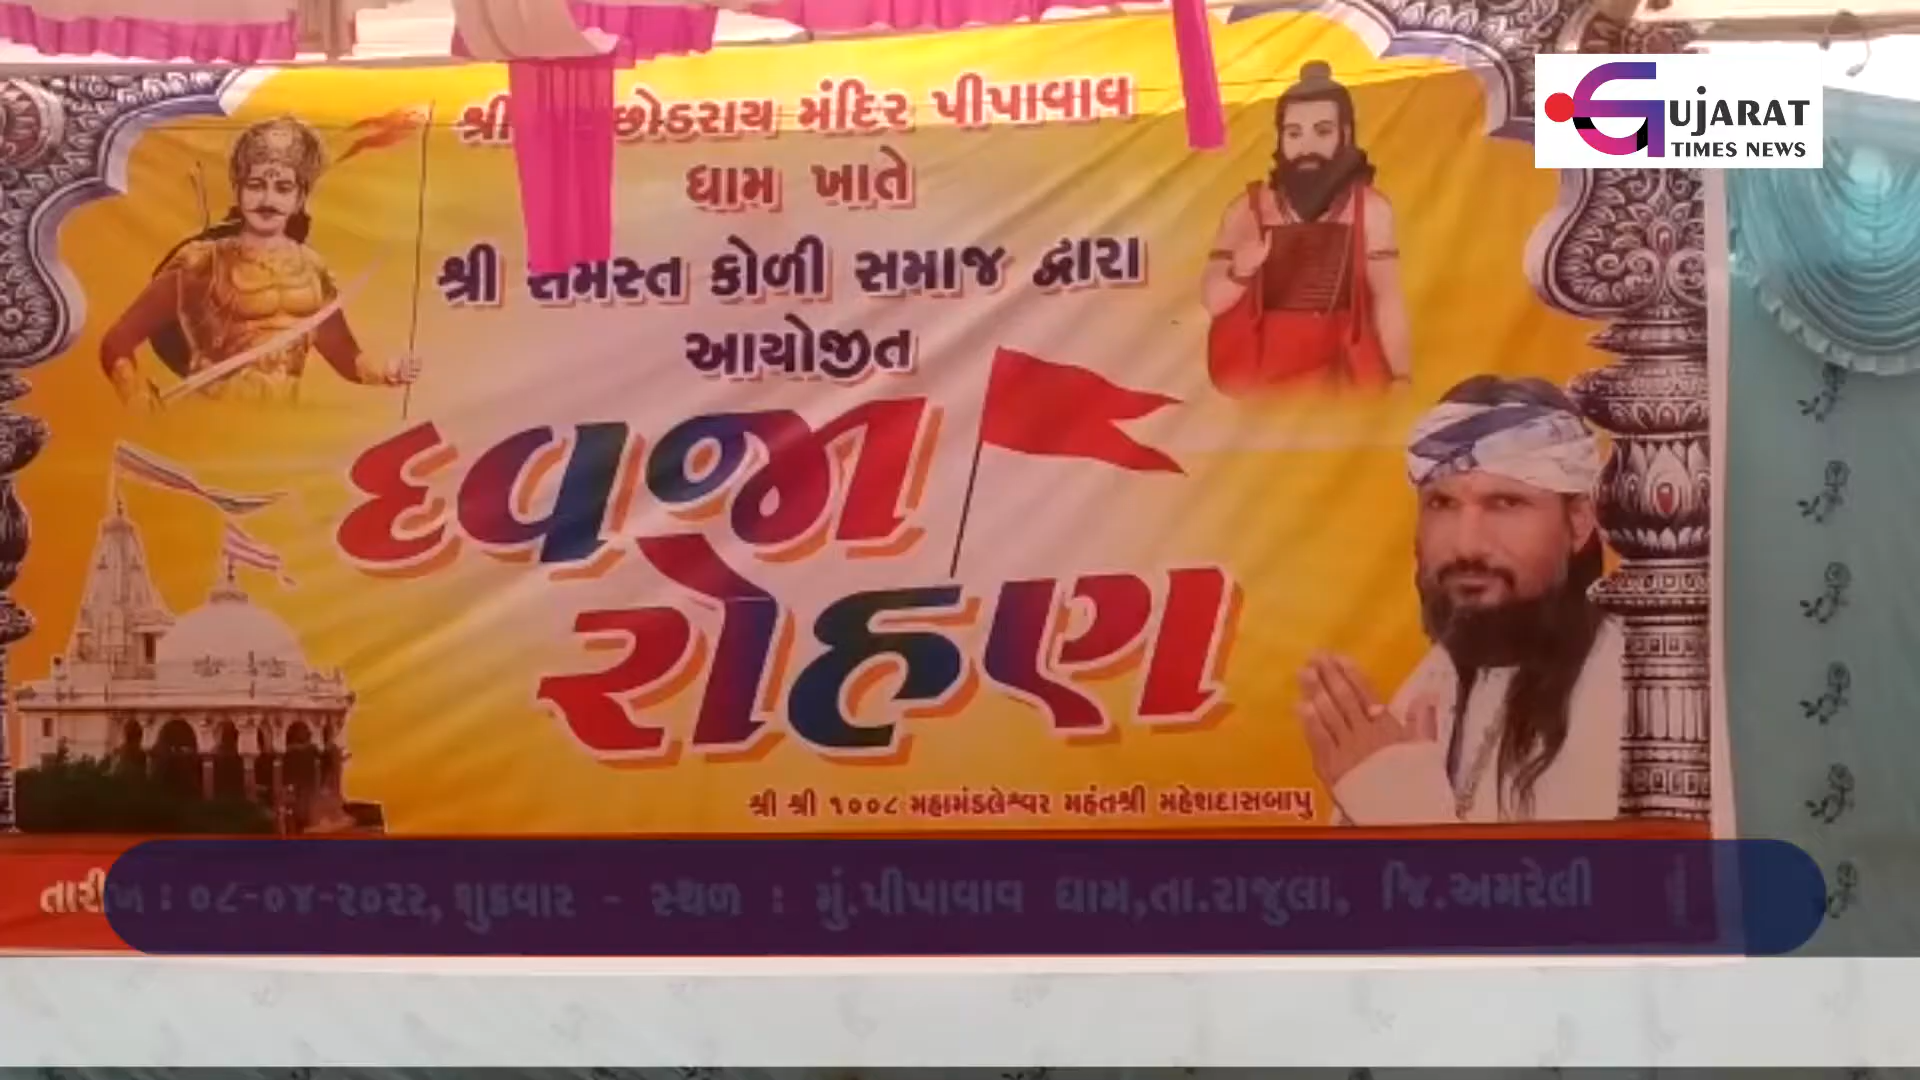 શ્રી છોડરાય મંદિર પીપાવાવ
ધામ ખાતે
શ્રી સમસ્ત કોળી સમાજ દ્વારા
આયોજીત
ધ્વજા
રોહણ
શ્રી શ્રી ૧૦૦૮ મહામંડલેશ્વર મહંતશ્રી મહેશદાસબાપુ
તારીખ : ૦૮-૦૪-૨૦૨૨, શુક્રવાર - સ્થળ : મું.પીપાવાવ ધામ,તા.રાજુલા, જિ.અમરેલી
GUJARAT
TIMES NEWS